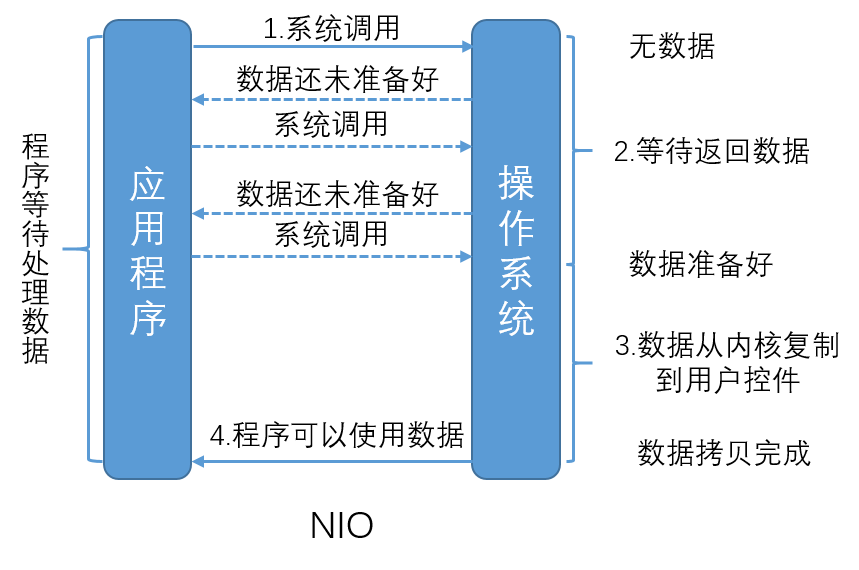 1.系统调用
无数据
数据还未准备好
系统调用
2.等待返回数据
程序等待处理数据
应用程序
操作系统
数据还未准备好
系统调用
数据准备好
3.数据从内核复制
到用户控件
4.程序可以使用数据
数据拷贝完成
NIO